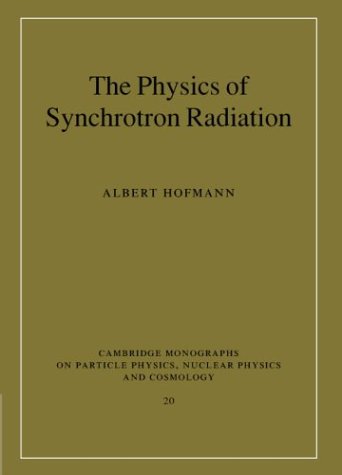 The Physics of
Synchrotron Radiation
ALBERT HOFMANN
CAMBRIDGE MONOGRAPHS
ON PARTICLE PHYSICS, NUCLEAR PHYSICS
AND COSMOLOGY
20